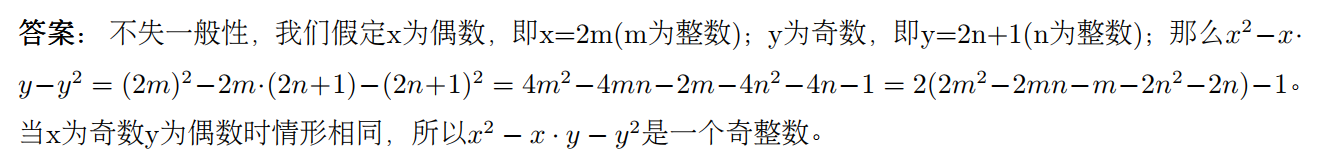 答案： 不失一般性，我们假定x为偶数，即x=2m(m为整数)；y为奇数，即y=2n+1(n为整数)；那么x²−x·
y−y² = (2m)²−2m·(2n+1)−(2n+1)² = 4m²−4mn−2m−4n²−4n−1 = 2(2m²−2mn−m−2n²−2n)−1。
当x为奇数y为偶数时情形相同，所以x² − x · y − y²是一个奇整数。